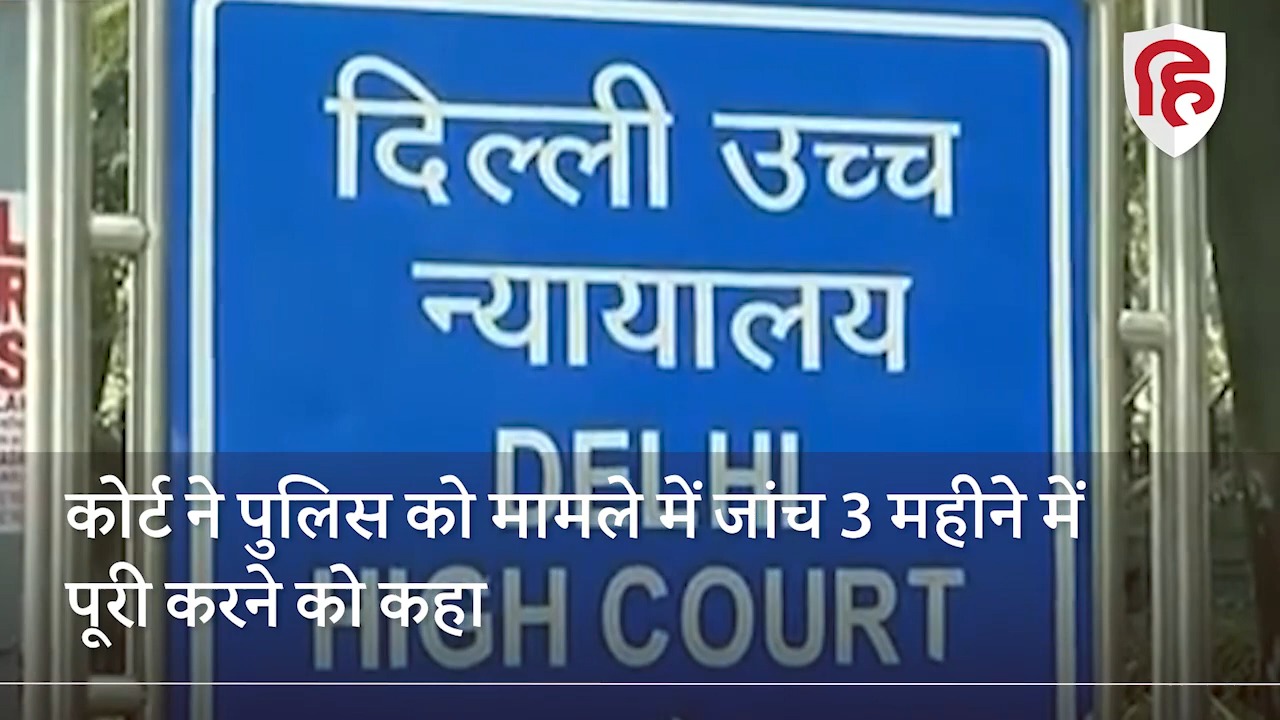 दिल्ली उच्च
न्यायालय
DELHI
HIGH COURT
कोर्ट ने पुलिस को मामले में जांच 3 महीने में
पूरी करने को कहा
हि